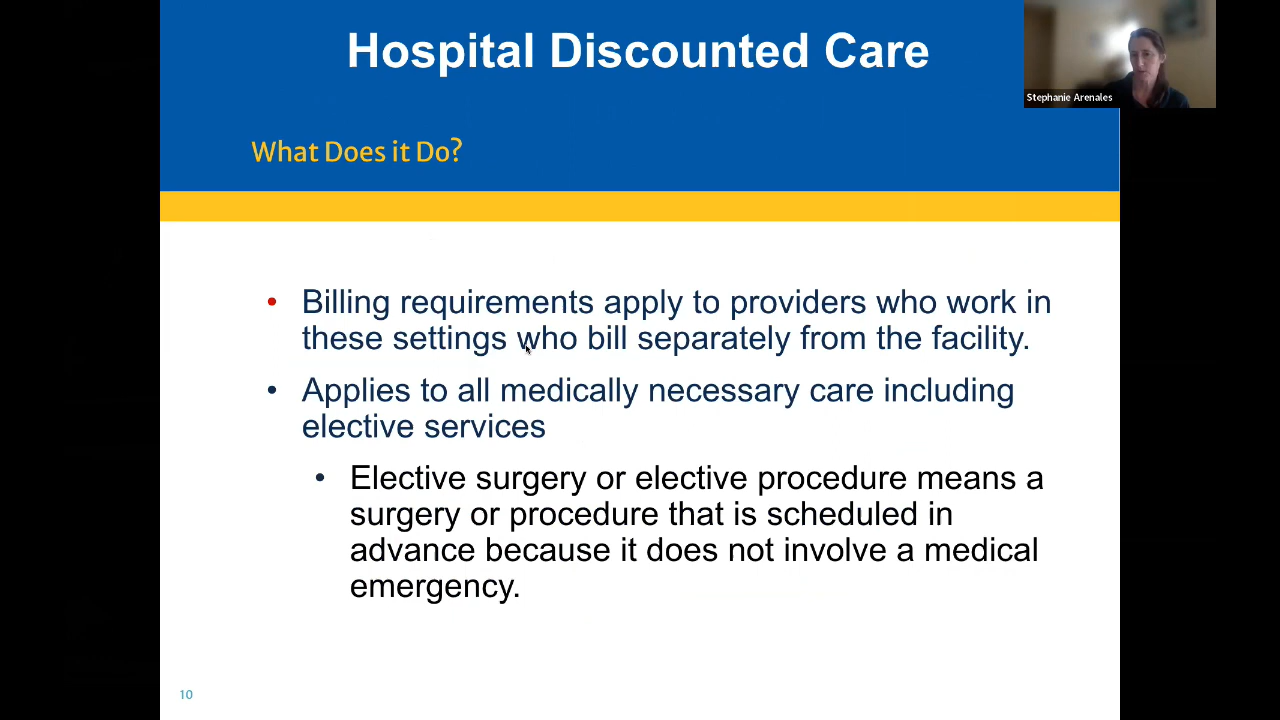 Hospital Discounted Care
Stephanie Arenales
What Does it Do?
• Billing requirements apply to providers who work in
these settings who bill separately from the facility.
• Applies to all medically necessary care including
elective services
• Elective surgery or elective procedure means a
surgery or procedure that is scheduled in
advance because it does not involve a medical
emergency.
10